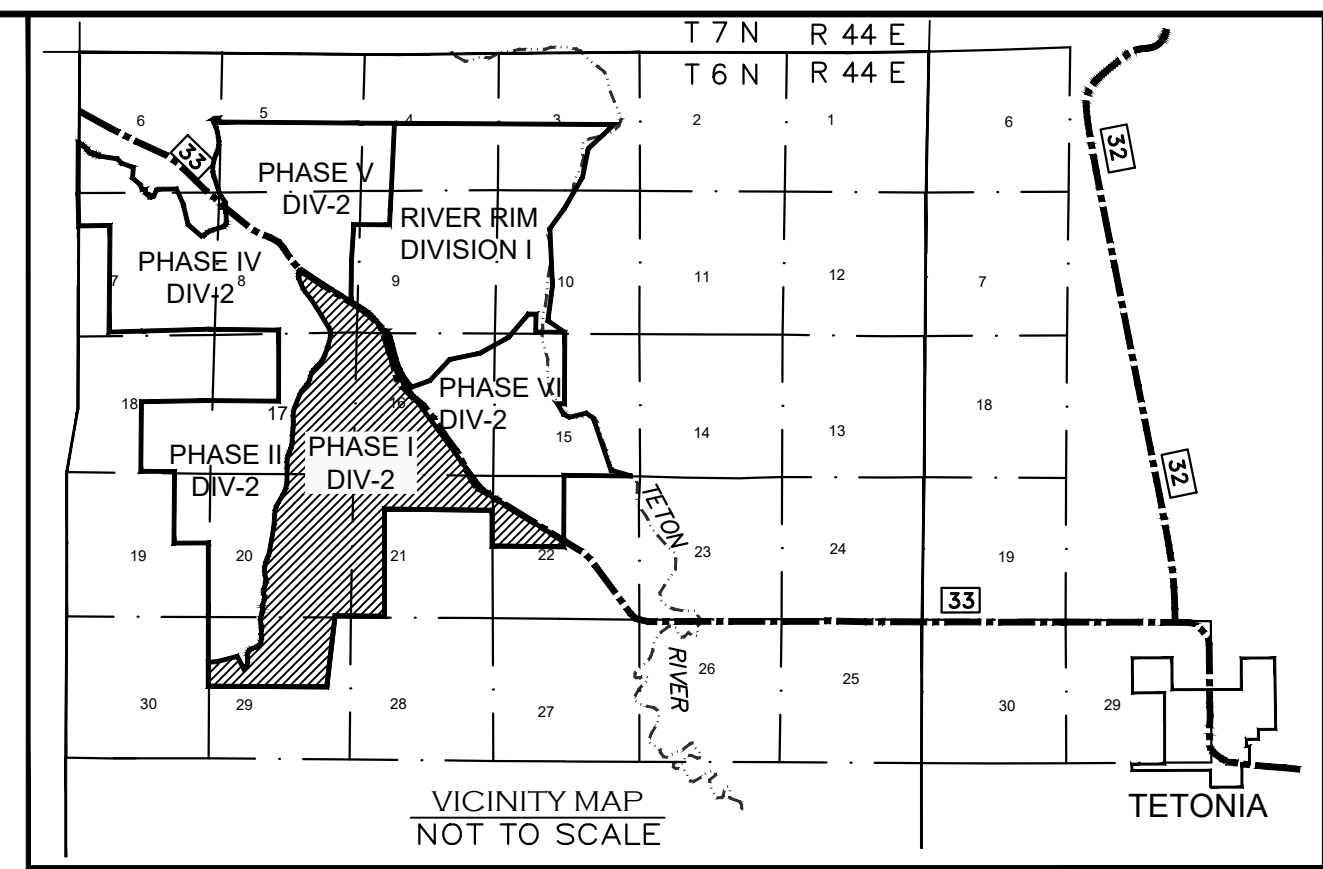 T 7 N R 44 E
T 6 N R 44 E
6 5 4 3 2 1 6
33
32
PHASE V
DIV-2
RIVER RIM
DIVISION I
PHASE IV
DIV-2
7 8 9 10 11 12 7
PHASE VI
DIV-2
18 17 16 15 14 13 18
PHASE II
DIV-2
PHASE I
DIV-2
32
TETON
19 20 21 22 23 24 19
33
RIVER
30 29 28 27 26 25 30 29
VICINITY MAP
NOT TO SCALE
TETONIA